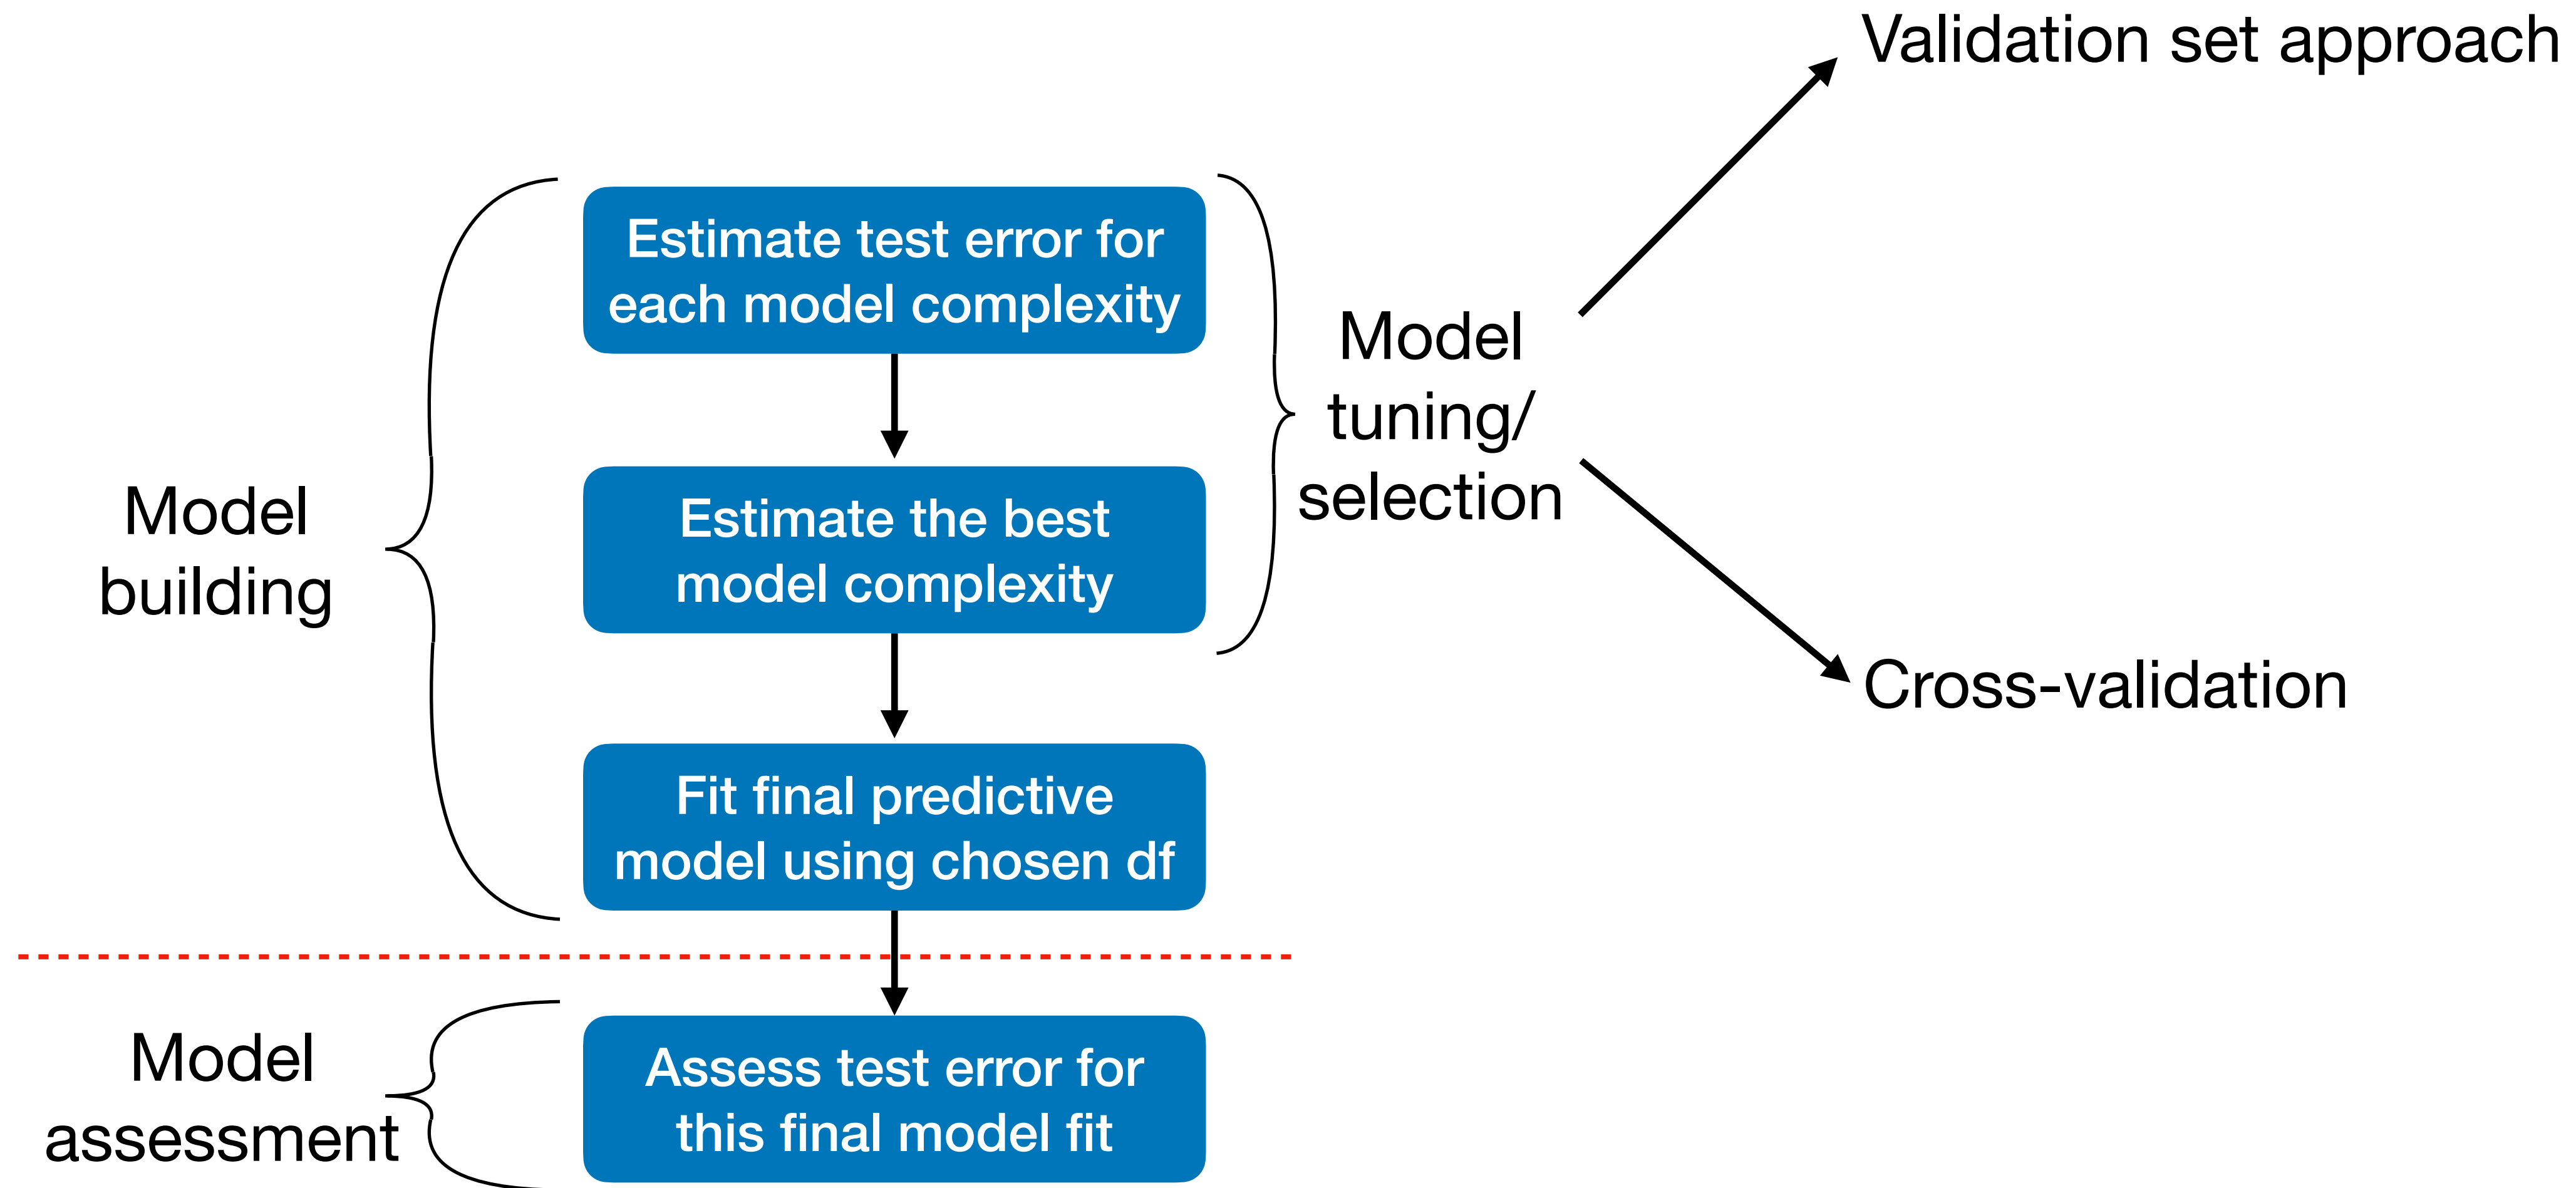 Validation set approach
Estimate test error for
each model complexity
Model
tuning/
selection
Estimate the best
model complexity
Model
building
Cross-validation
Fit final predictive
model using chosen df
Model
assessment
Assess test error for
this final model fit